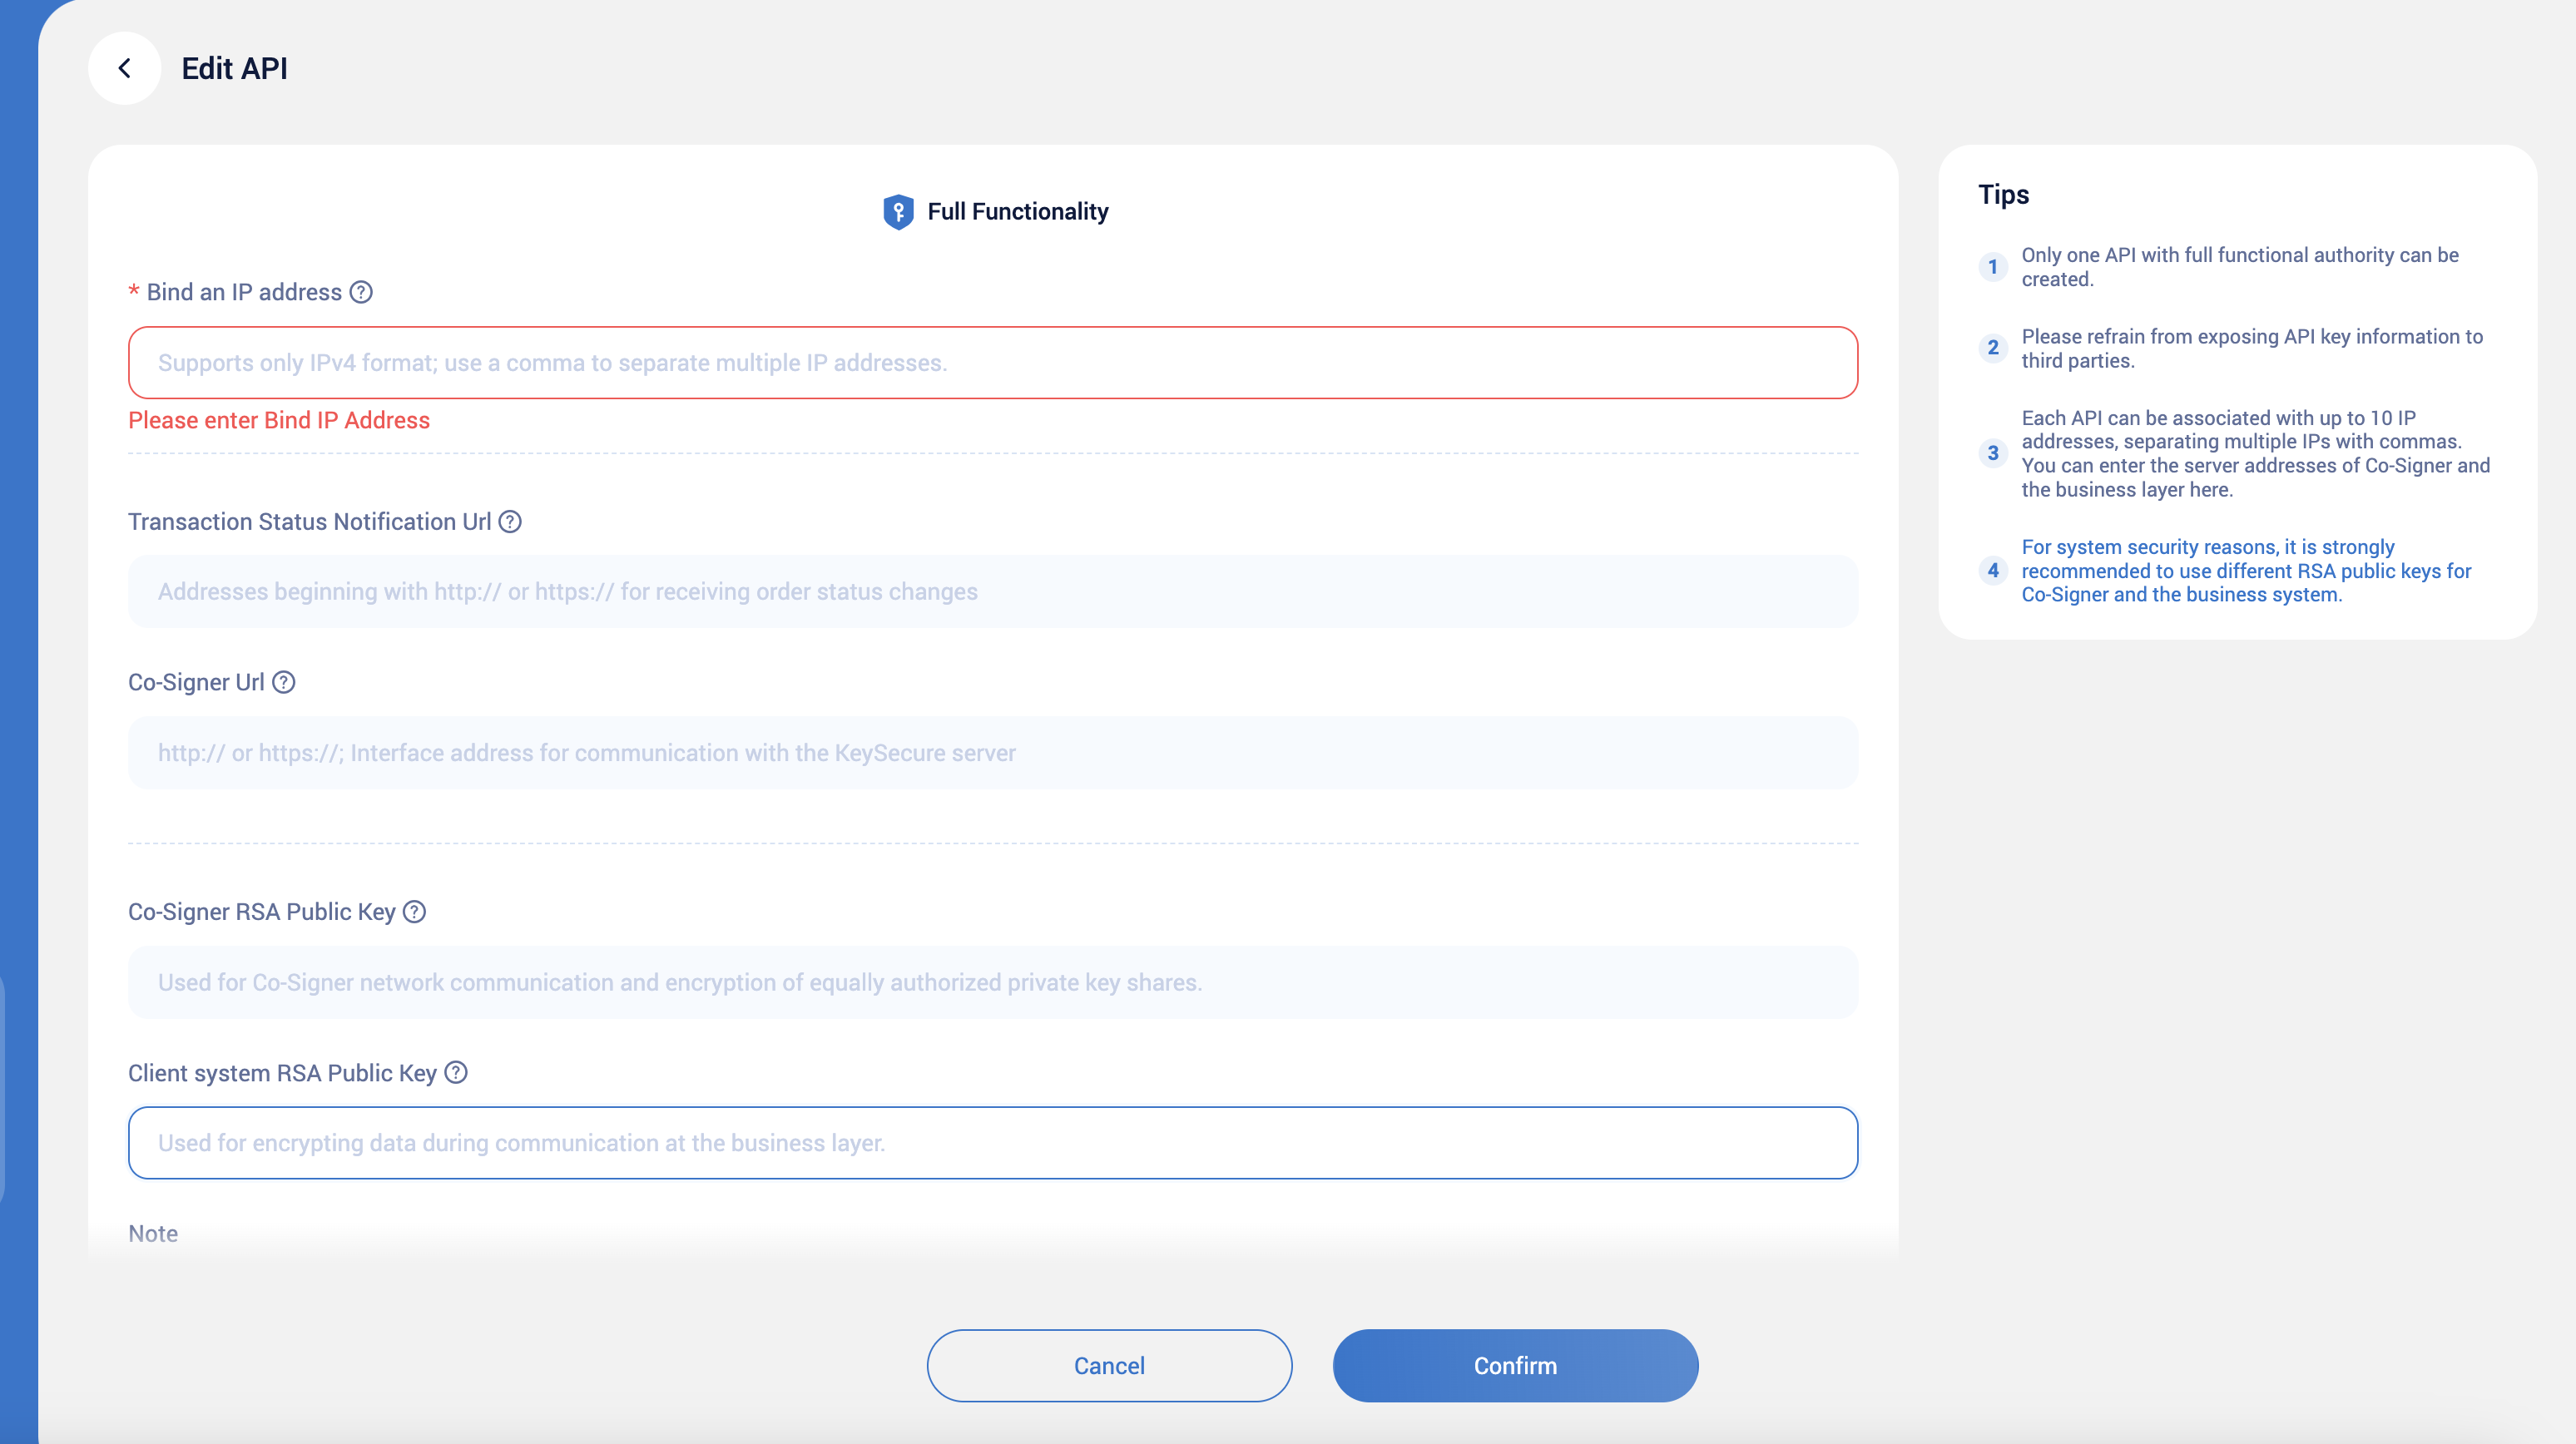 Edit API
Full Functionality
* Bind an IP address
Supports only IPv4 format; use a comma to separate multiple IP addresses.
Please enter Bind IP Address
Transaction Status Notification Url
Addresses beginning with http:// or https:// for receiving order status changes
Co-Signer Url
http:// or https://; Interface address for communication with the KeySecure server
Co-Signer RSA Public Key
Used for Co-Signer network communication and encryption of equally authorized private key shares.
Client system RSA Public Key
Used for encrypting data during communication at the business layer.
Note
Cancel
Confirm
Tips
1
Only one API with full functional authority can be
created.
2
Please refrain from exposing API key information to
third parties.
3
Each API can be associated with up to 10 IP
addresses, separating multiple IPs with commas.
You can enter the server addresses of Co-Signer and
the business layer here.
4
For system security reasons, it is strongly
recommended to use different RSA public keys for
Co-Signer and the business system.